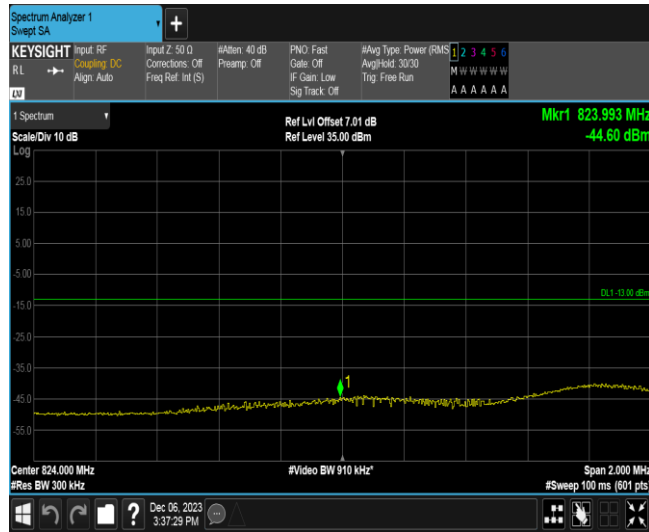 Spectrum Analyzer 1
Swept SA
+
KEYSIGHT
RL
LXI
Input: RF
Coupling: DC
Align: Auto
Input Z: 50 Ω
Corrections: Off
Freq Ref: Int (S)
#Atten: 40 dB
Preamp: Off
PNO: Fast
Gate: Off
IF Gain: Low
Sig Track: Off
#Avg Type: Power (RMS
Avg|Hold: 30/30
Trig: Free Run
1 2 3 4 5 6
M W W W W W
A A A A A A
1 Spectrum
Scale/Div 10 dB
Log
Ref Lvl Offset 7.01 dB
Ref Level 35.00 dBm
Mkr1 823.993 MHz
-44.60 dBm
25.0
15.0
5.00
-5.00
DL1 -13.00 dBm
-15.0
-25.0
-35.0
1
-45.0
-55.0
Center 824.000 MHz
#Res BW 300 kHz
#Video BW 910 kHz*
Span 2.000 MHz
#Sweep 100 ms (601 pts)
?
Dec 06, 2023
3:37:29 PM